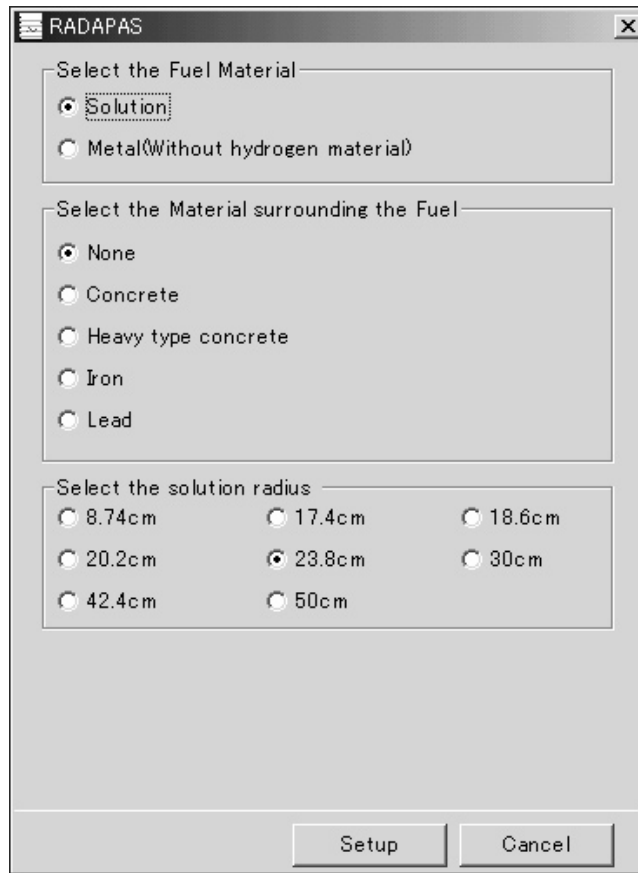 RADAPAS
Select the Fuel Material
Solution
Metal(Without hydrogen material)
Select the Material surrounding the Fuel
None
Concrete
Heavy type concrete
Iron
Lead
Select the solution radius
8.74cm 17.4cm 18.6cm
20.2cm 23.8cm 30cm
42.4cm 50cm
Setup Cancel